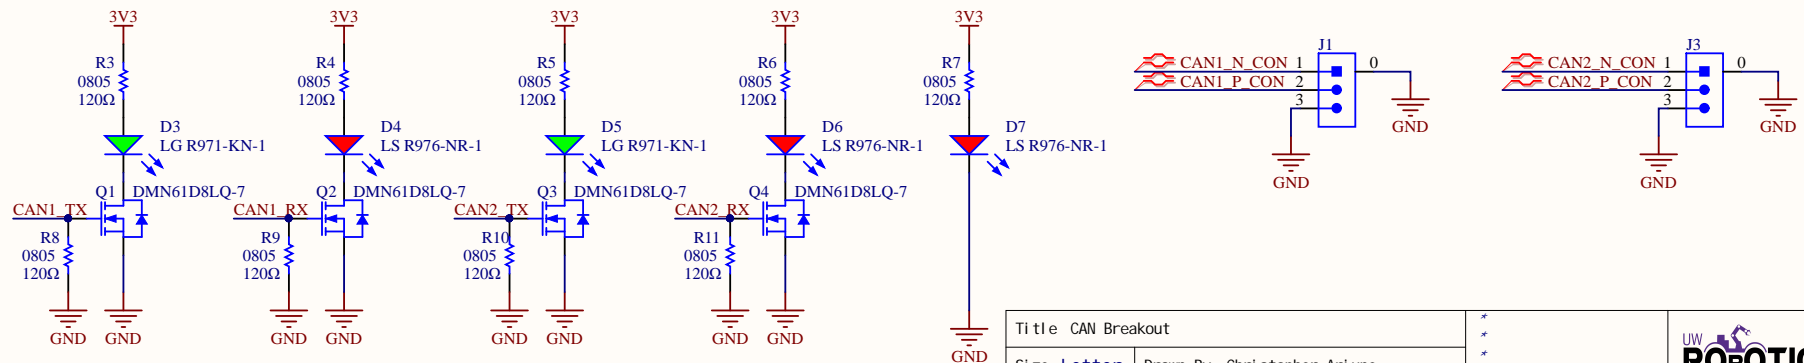 3V3 3V3 3V3 3V3 3V3
R3 R4 R5 R6 R7
0805 0805 0805 0805 0805
120Ω 120Ω 120Ω 120Ω 120Ω
D3 D4 D5 D6 D7
LG R971-KN-1 LS R976-NR-1 LG R971-KN-1 LS R976-NR-1 LS R976-NR-1
Q1 DMN61D8LQ-7 Q2 DMN61D8LQ-7 Q3 DMN61D8LQ-7 Q4 DMN61D8LQ-7
CAN1_TX CAN1_RX CAN2_TX CAN2_RX
R8 R9 R10 R11
0805 0805 0805 0805
120Ω 120Ω 120Ω 120Ω
GND GND GND GND GND GND GND GND
GND
J1
CAN1_N_CON 1 0
CAN1_P_CON 2
3
GND
GND
J3
CAN2_N_CON 1 0
CAN2_P_CON 2
3
GND
GND
Title CAN Breakout
*
*
*
UW